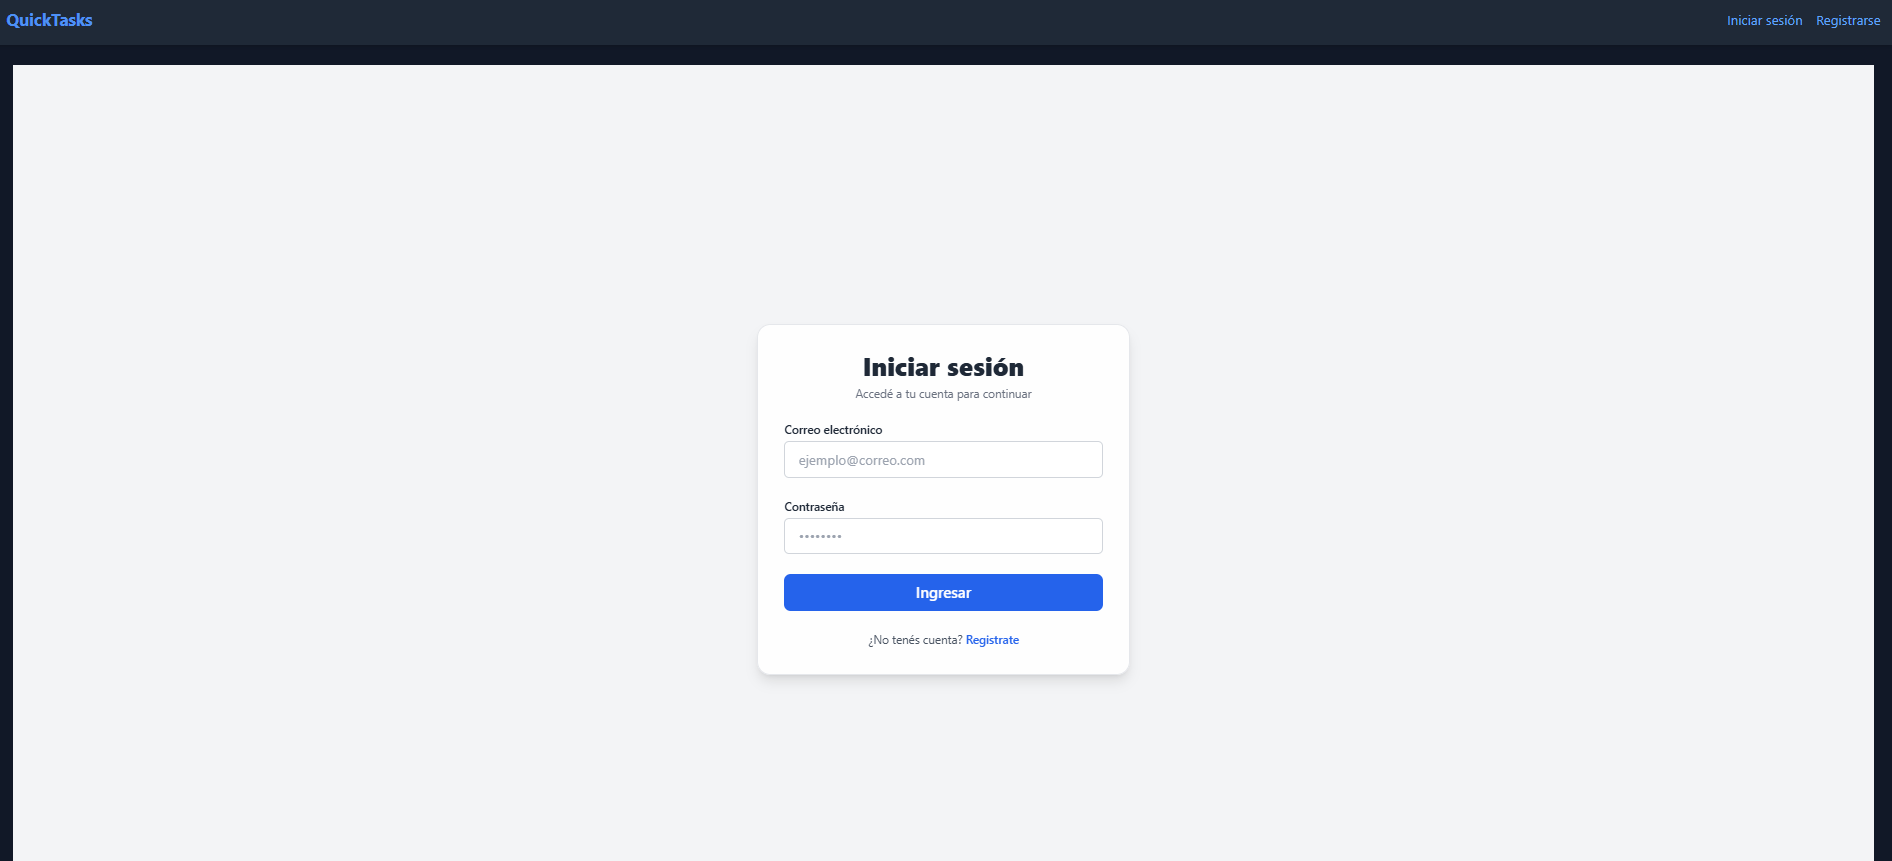 QuickTasks
Iniciar sesión Registrarse
Iniciar sesión
Accedé a tu cuenta para continuar
Correo electrónico
ejemplo@correo.com
Contraseña
••••••••
Ingresar
¿No tenés cuenta? Registrate